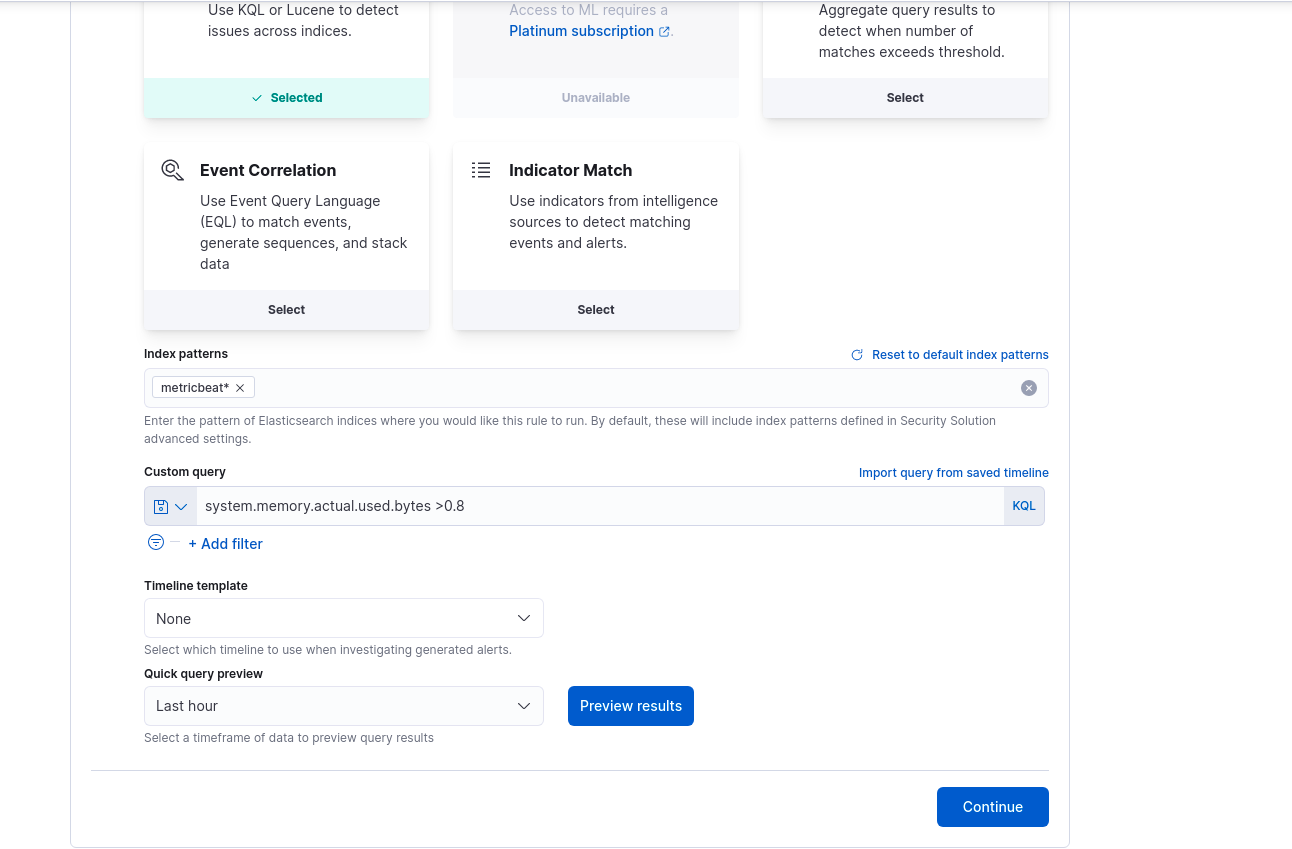 Use KQL or Lucene to detect
issues across indices.
Access to ML requires a
Platinum subscription .
Aggregate query results to
detect when number of
matches exceeds threshold.
Selected
Unavailable
Select
Event Correlation
Use Event Query Language
(EQL) to match events,
generate sequences, and stack
data
Indicator Match
Use indicators from intelligence
sources to detect matching
events and alerts.
Select
Select
Index patterns
Reset to default index patterns
metricbeat*
Enter the pattern of Elasticsearch indices where you would like this rule to run. By default, these will include index patterns defined in Security Solution
advanced settings.
Custom query
Import query from saved timeline
system.memory.actual.used.bytes >0.8
KQL
+ Add filter
Timeline template
None
Select which timeline to use when investigating generated alerts.
Quick query preview
Last hour
Preview results
Select a timeframe of data to preview query results
Continue